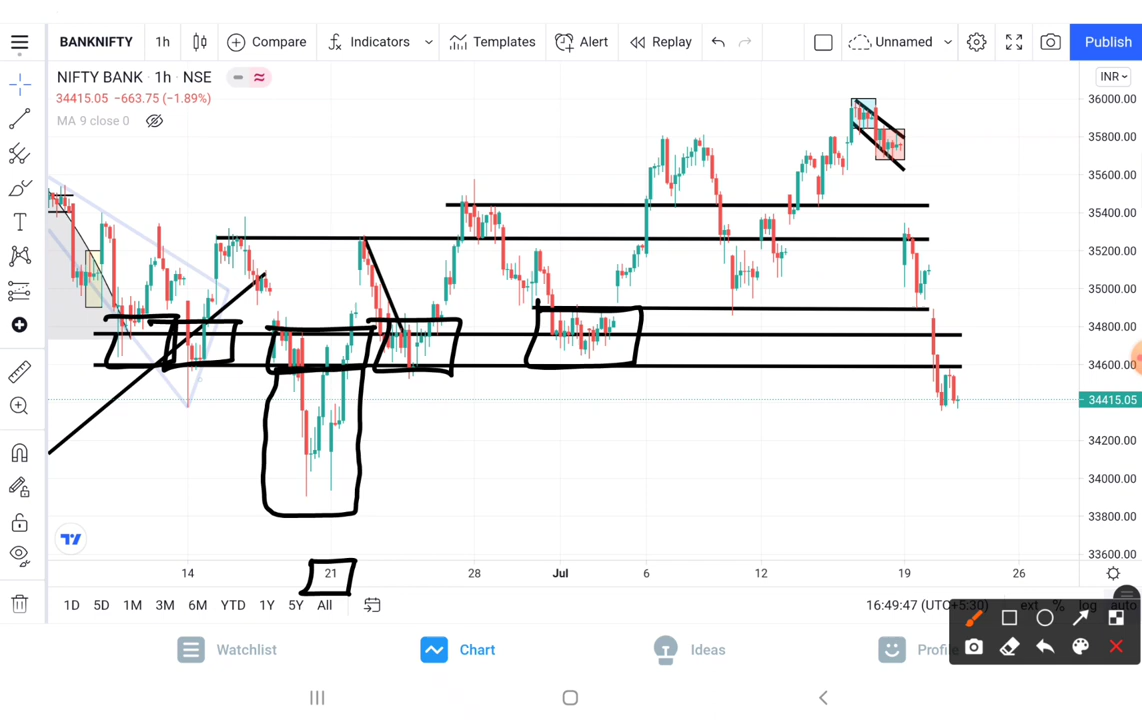 BANKNIFTY 1h Compare Indicators Templates Alert Replay Unnamed Publish
NIFTY BANK · 1h · NSE
INR
34415.05 −663.75 (−1.89%)
MA 9 close 0
36000.00
35800.00
35600.00
35400.00
35200.00
35000.00
34800.00
34600.00
34415.05
34200.00
34000.00
33800.00
33600.00
14 21 28 Jul 6 12 19 26
1D 5D 1M 3M 6M YTD 1Y 5Y All 16:49:47 (UTC+5:30) ext % log auto
Watchlist Chart Ideas